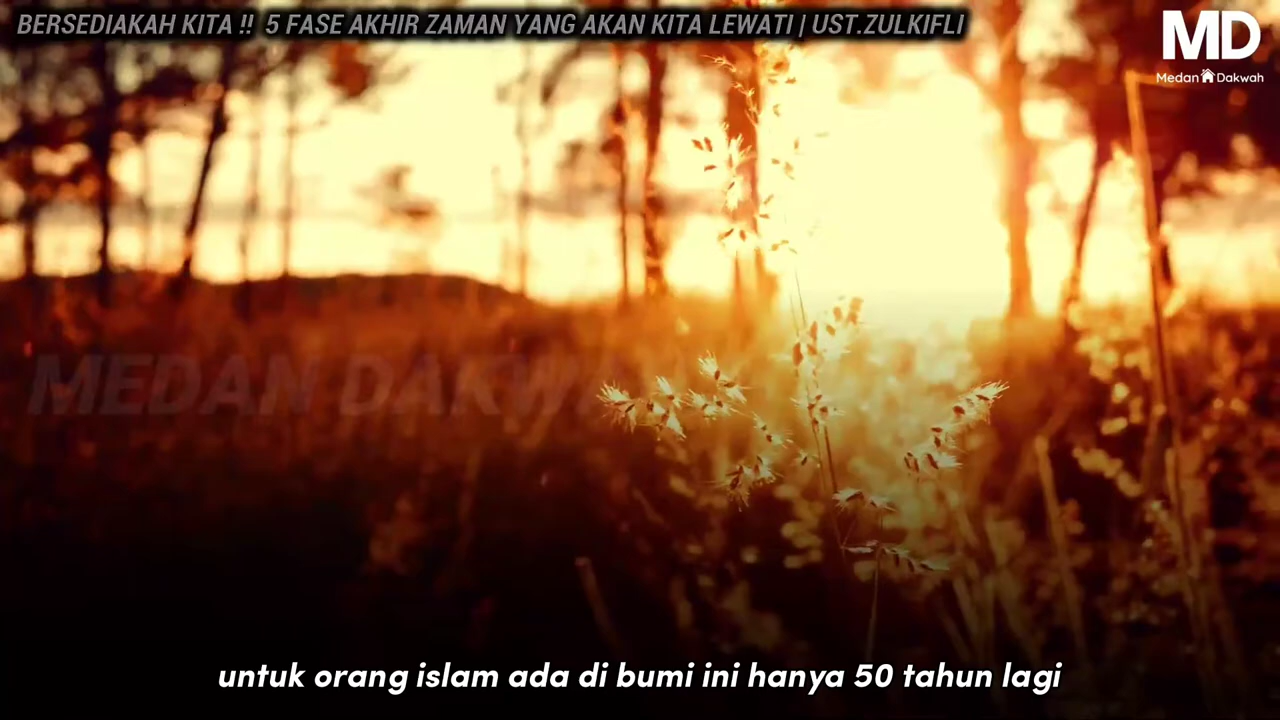 BERSEDIAKAH KITA !! 5 FASE AKHIR ZAMAN YANG AKAN KITA LEWATI | UST.ZULKIFLI
MD
Medan Dakwah
MEDAN DAKWA
untuk orang islam ada di bumi ini hanya 50 tahun lagi